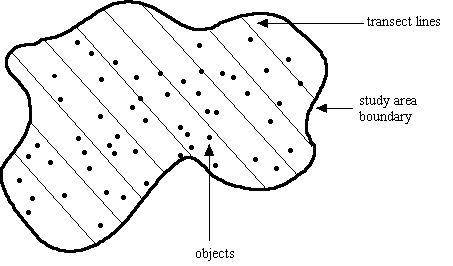 transect lines
study area
boundary
objects